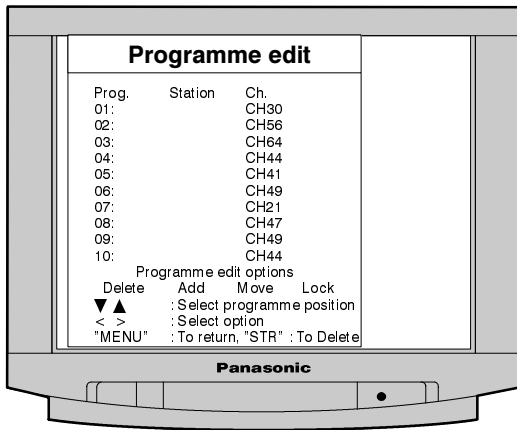 Programme edit
Prog. Station Ch.
01: CH30
02: CH56
03: CH64
04: CH44
05: CH41
06: CH49
07: CH21
08: CH47
09: CH49
10: CH44
Programme edit options
Delete Add Move Lock
▼ ▲ : Select programme position
< > : Select option
"MENU" : To return, "STR" : To Delete
Panasonic